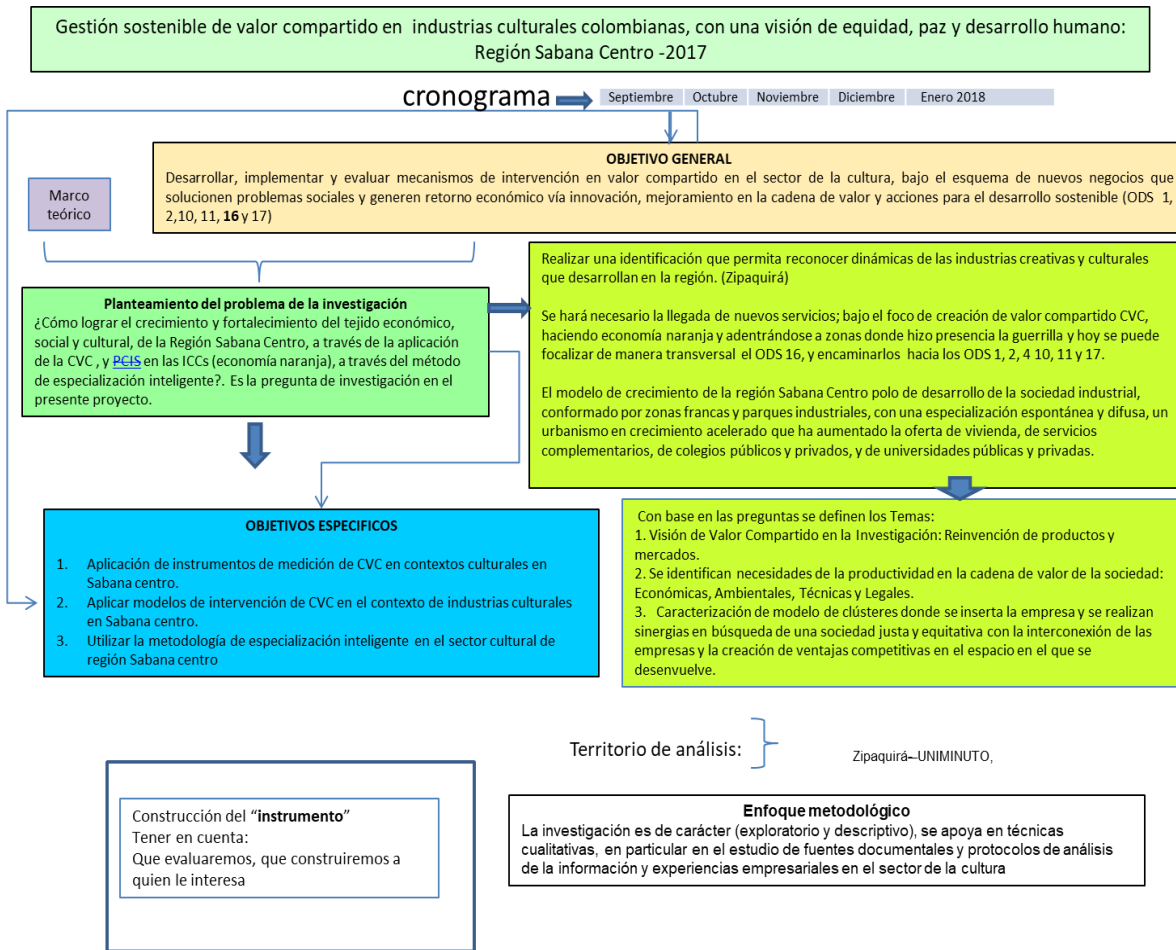 Gestión sostenible de valor compartido en industrias culturales colombianas, con una visión de equidad, paz y desarrollo humano:
Región Sabana Centro -2017
cronograma
Septiembre Octubre Noviembre Diciembre Enero 2018
OBJETIVO GENERAL
Desarrollar, implementar y evaluar mecanismos de intervención en valor compartido en el sector de la cultura, bajo el esquema de nuevos negocios que
solucionen problemas sociales y generen retorno económico vía innovación, mejoramiento en la cadena de valor y acciones para el desarrollo sostenible (ODS 1,
2,10, 11, 16 y 17)
Marco
teórico
Planteamiento del problema de la investigación
¿Cómo lograr el crecimiento y fortalecimiento del tejido económico,
social y cultural, de la Región Sabana Centro, a través de la aplicación
de la CVC , y PCIS en las ICCs (economía naranja), a través del método
de especialización inteligente?. Es la pregunta de investigación en el
presente proyecto.
Realizar una identificación que permita reconocer dinámicas de las industrias creativas y culturales
que desarrollan en la región. (Zipaquirá)
Se hará necesario la llegada de nuevos servicios; bajo el foco de creación de valor compartido CVC,
haciendo economía naranja y adentrándose a zonas donde hizo presencia la guerrilla y hoy se puede
focalizar de manera transversal el ODS 16, y encaminarlos hacia los ODS 1, 2, 4 10, 11 y 17.
El modelo de crecimiento de la región Sabana Centro polo de desarrollo de la sociedad industrial,
conformado por zonas francas y parques industriales, con una especialización espontánea y difusa, un
urbanismo en crecimiento acelerado que ha aumentado la oferta de vivienda, de servicios
complementarios, de colegios públicos y privados, y de universidades públicas y privadas.
OBJETIVOS ESPECIFICOS
1. Aplicación de instrumentos de medición de CVC en contextos culturales en
Sabana centro.
2. Aplicar modelos de intervención de CVC en el contexto de industrias culturales
en Sabana centro.
3. Utilizar la metodología de especialización inteligente en el sector cultural de
región Sabana centro
Con base en las preguntas se definen los Temas:
1. Visión de Valor Compartido en la Investigación: Reinvención de productos y
mercados.
2. Se identifican necesidades de la productividad en la cadena de valor de la sociedad:
Económicas, Ambientales, Técnicas y Legales.
3. Caracterización de modelo de clústeres donde se inserta la empresa y se realizan
sinergias en búsqueda de una sociedad justa y equitativa con la interconexión de las
empresas y la creación de ventajas competitivas en el espacio en el que se
desenvuelve.
Territorio de análisis:
Zipaquirá--UNIMINUTO,
Construcción del “instrumento”
Tener en cuenta:
Que evaluaremos, que construiremos a
quien le interesa
Enfoque metodológico
La investigación es de carácter (exploratorio y descriptivo), se apoya en técnicas
cualitativas, en particular en el estudio de fuentes documentales y protocolos de análisis
de la información y experiencias empresariales en el sector de la cultura